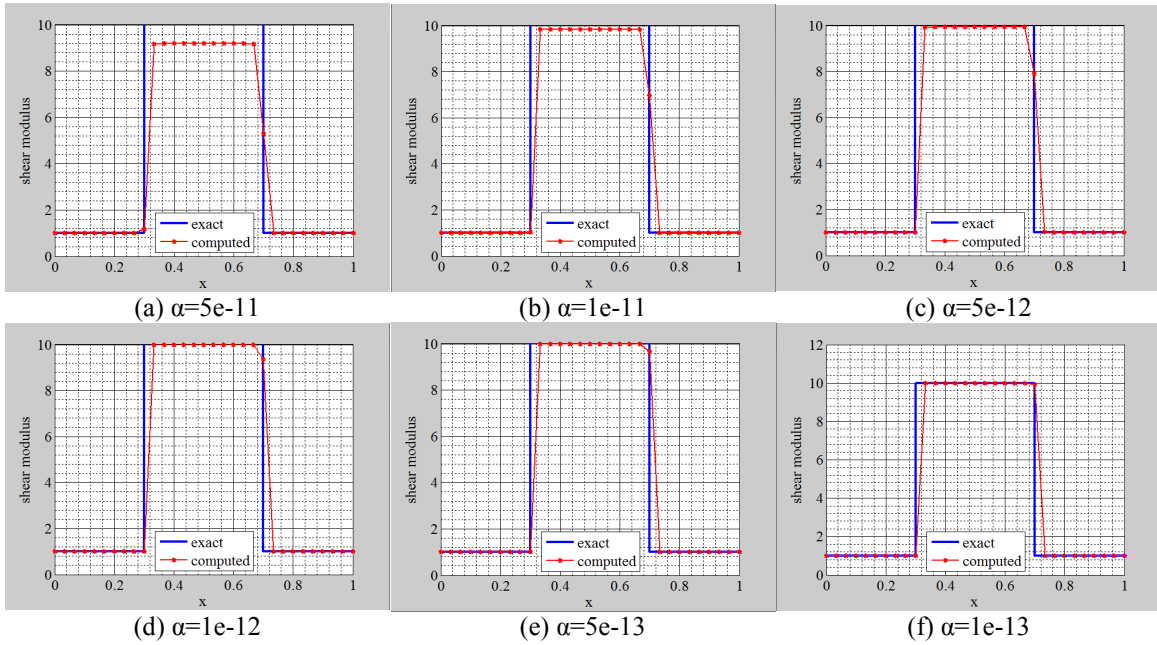 10
8
6
4
2
0
shear modulus
exact
computed
0 0.2 0.4 0.6 0.8 1
x
(a) α=5e-11
10
8
6
4
2
0
shear modulus
exact
computed
0 0.2 0.4 0.6 0.8 1
x
(b) α=1e-11
10
8
6
4
2
0
shear modulus
exact
computed
0 0.2 0.4 0.6 0.8 1
x
(c) α=5e-12
10
8
6
4
2
0
shear modulus
exact
computed
0 0.2 0.4 0.6 0.8 1
x
(d) α=1e-12
10
8
6
4
2
0
shear modulus
exact
computed
0 0.2 0.4 0.6 0.8 1
x
(e) α=5e-13
12
10
8
6
4
2
0
shear modulus
exact
computed
0 0.2 0.4 0.6 0.8 1
x
(f) α=1e-13